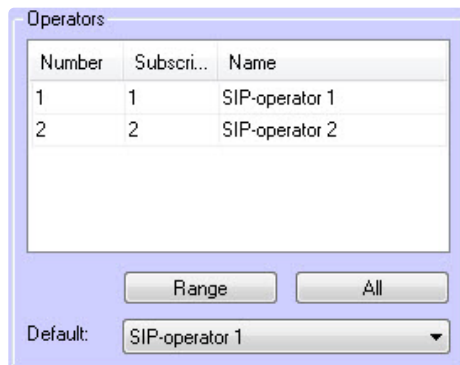 Operators
Number Subscri... Name
1 1 SIP-operator 1
2 2 SIP-operator 2
Range All
Default: SIP-operator 1